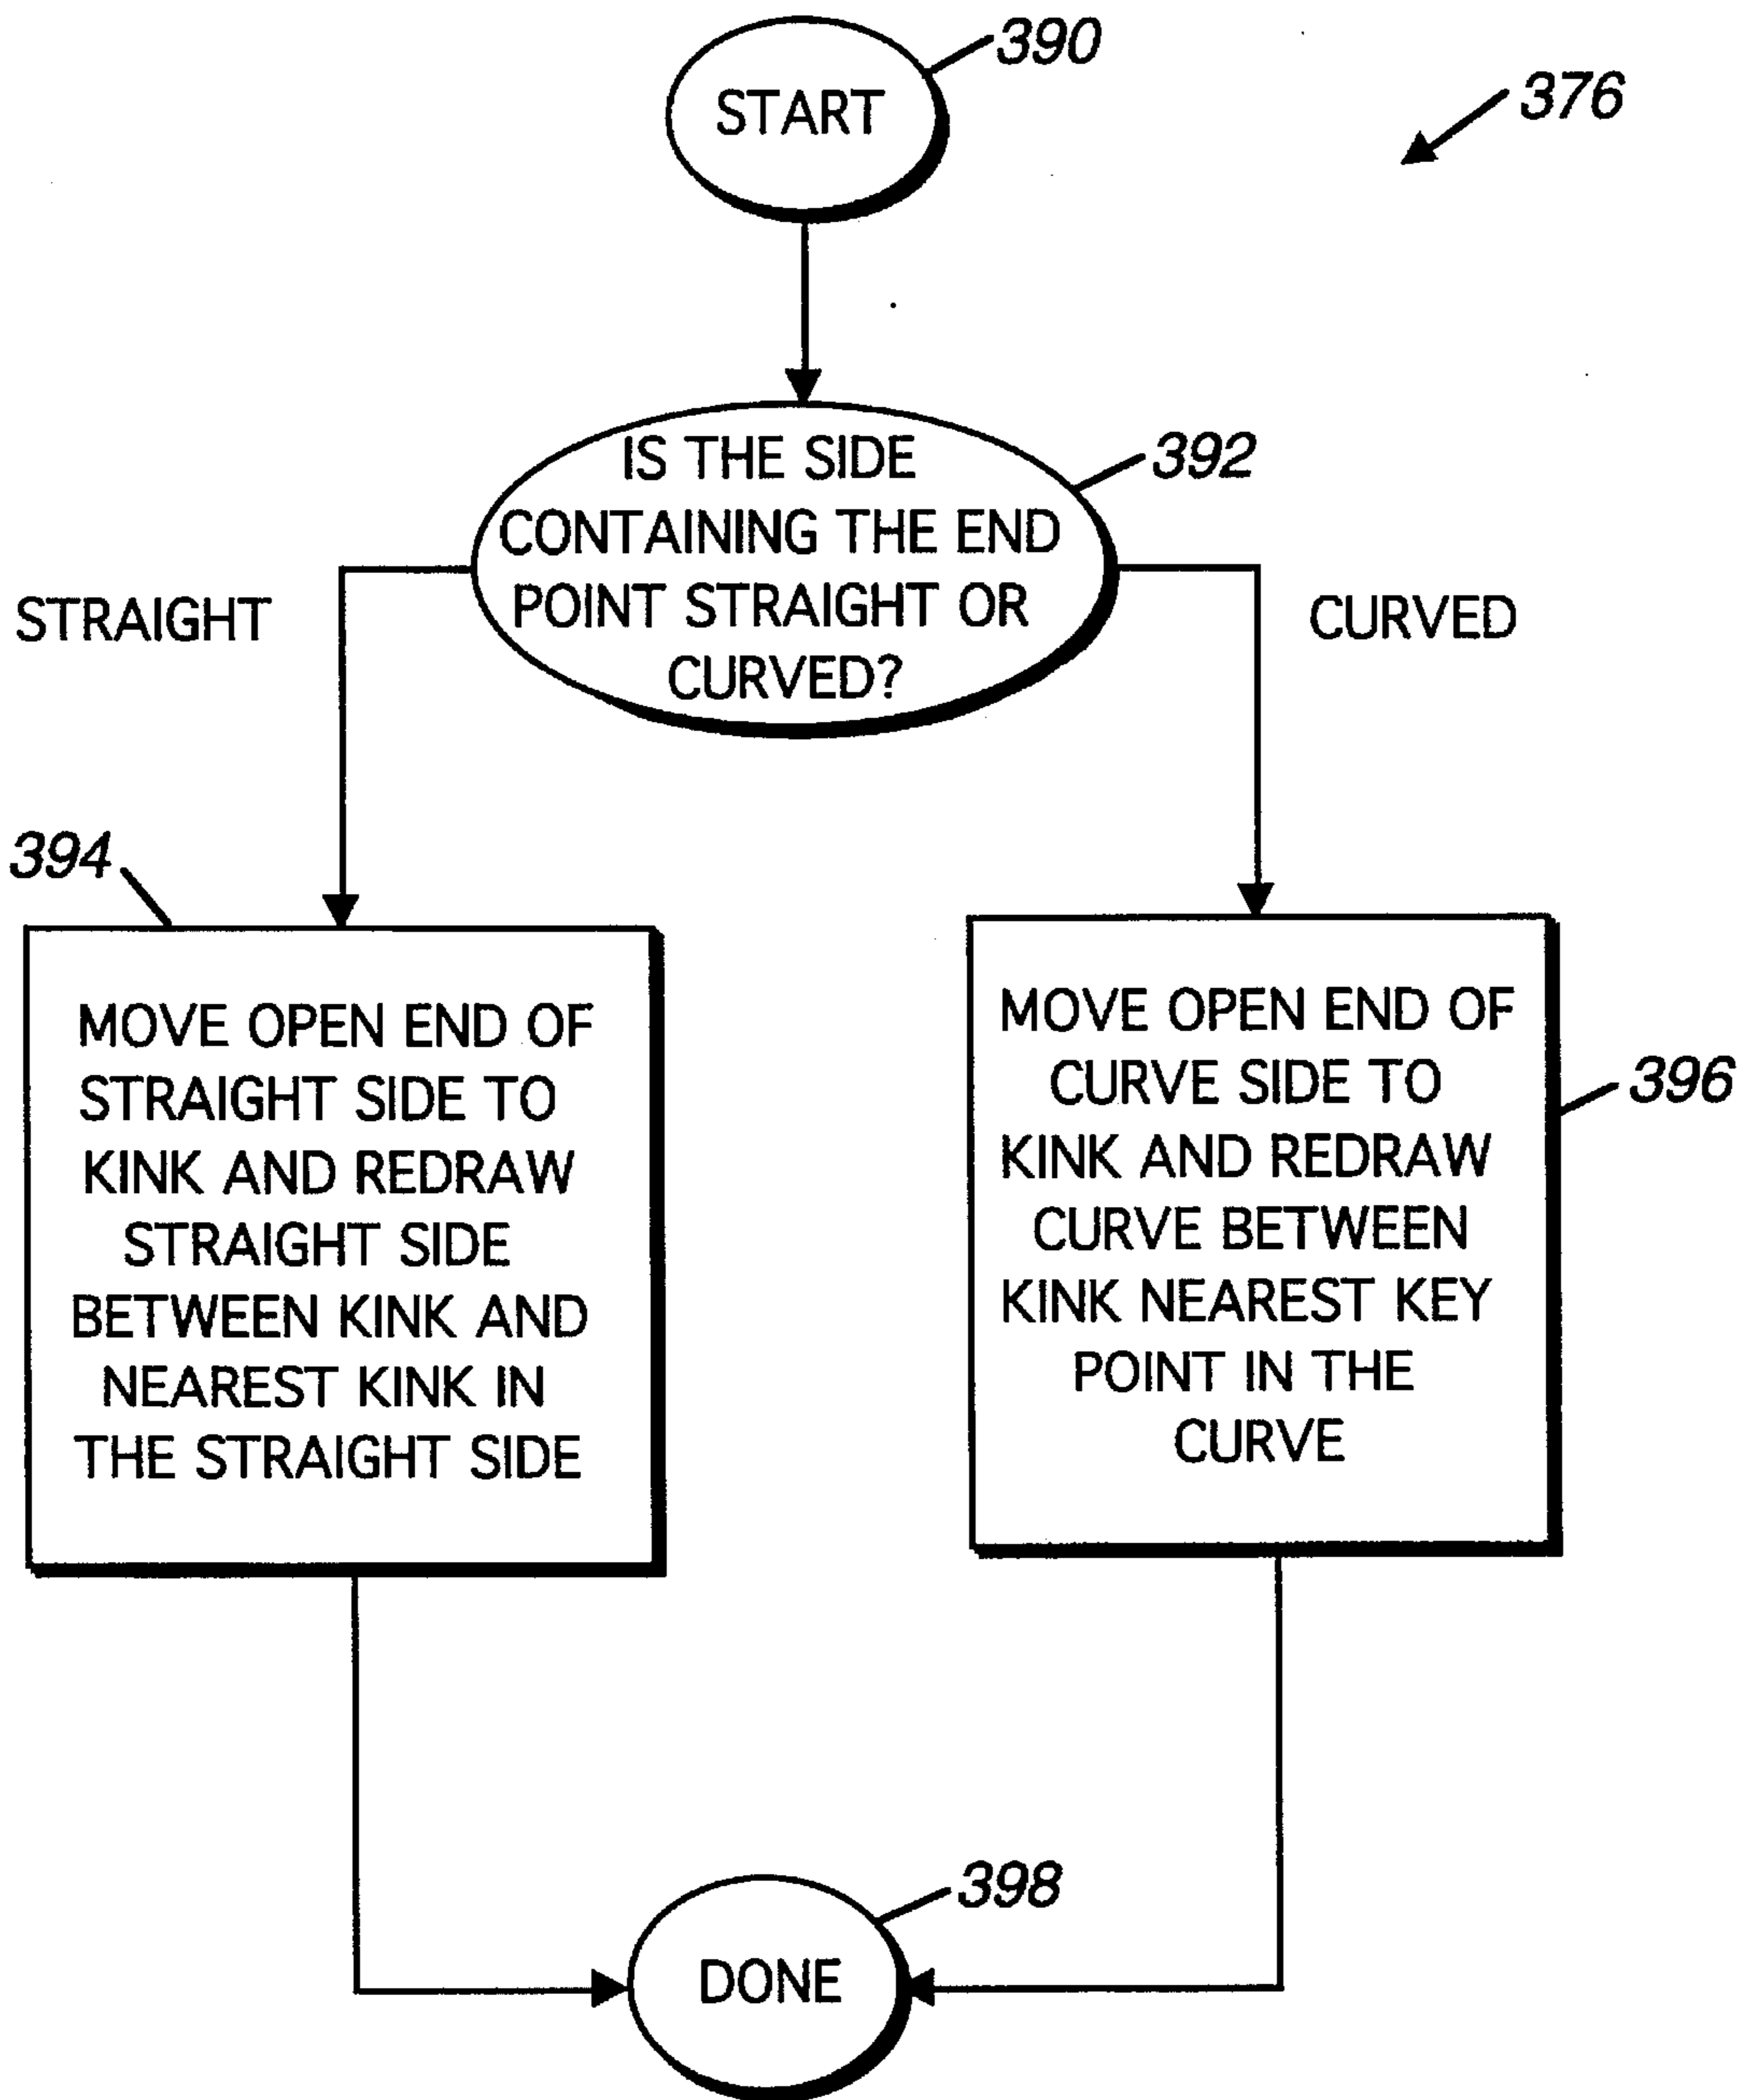 390
START
376
IS THE SIDE
CONTAINING THE END
POINT STRAIGHT OR
CURVED?
392
STRAIGHT
CURVED
394
MOVE OPEN END OF
STRAIGHT SIDE TO
KINK AND REDRAW
STRAIGHT SIDE
BETWEEN KINK AND
NEAREST KINK IN
THE STRAIGHT SIDE
MOVE OPEN END OF
CURVE SIDE TO
KINK AND REDRAW
CURVE BETWEEN
KINK NEAREST KEY
POINT IN THE
CURVE
396
398
DONE